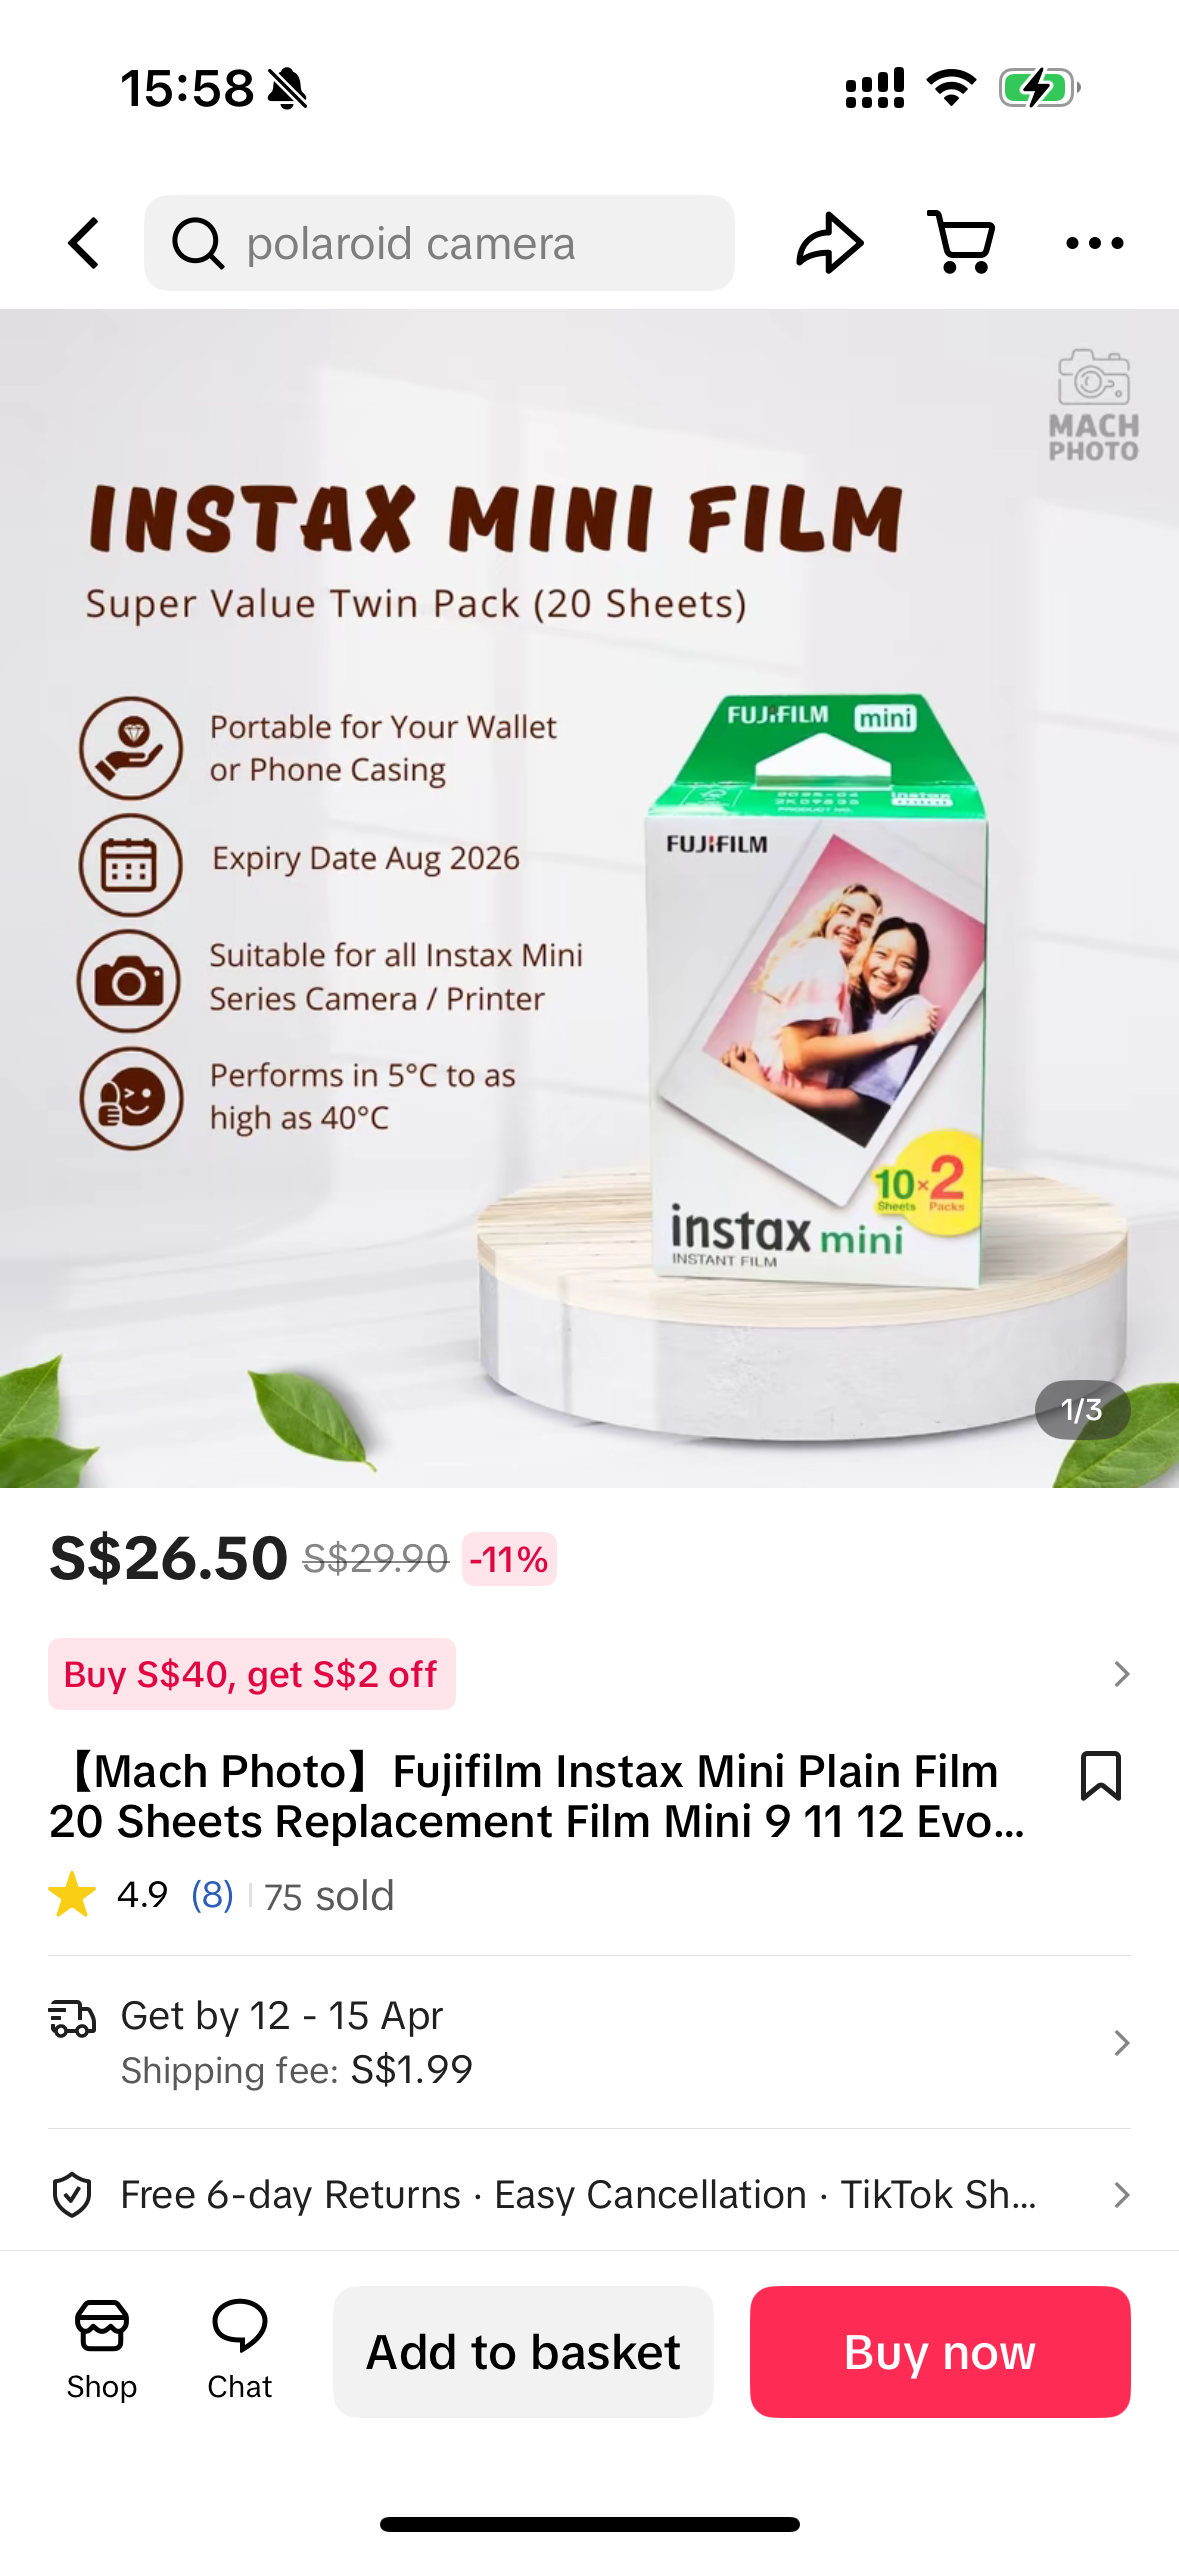 15:58
polaroid camera
MACH
PHOTO
INSTAX MINI FILM
Super Value Twin Pack (20 Sheets)
Portable for Your Wallet
or Phone Casing
Expiry Date Aug 2026
Suitable for all Instax Mini
Series Camera / Printer
Performs in 5°C to as
high as 40°C
FUJIFILM mini
instax
PRODUCT NO.
FUJIFILM
10 Sheets × 2 Packs
instax mini
INSTANT FILM
1/3
S$26.50 S$29.90 -11%
Buy S$40, get S$2 off
【Mach Photo】Fujifilm Instax Mini Plain Film
20 Sheets Replacement Film Mini 9 11 12 Evo...
4.9 (8) 75 sold
Get by 12 - 15 Apr
Shipping fee: S$1.99
Free 6-day Returns · Easy Cancellation · TikTok Sh...
Shop
Chat
Add to basket
Buy now